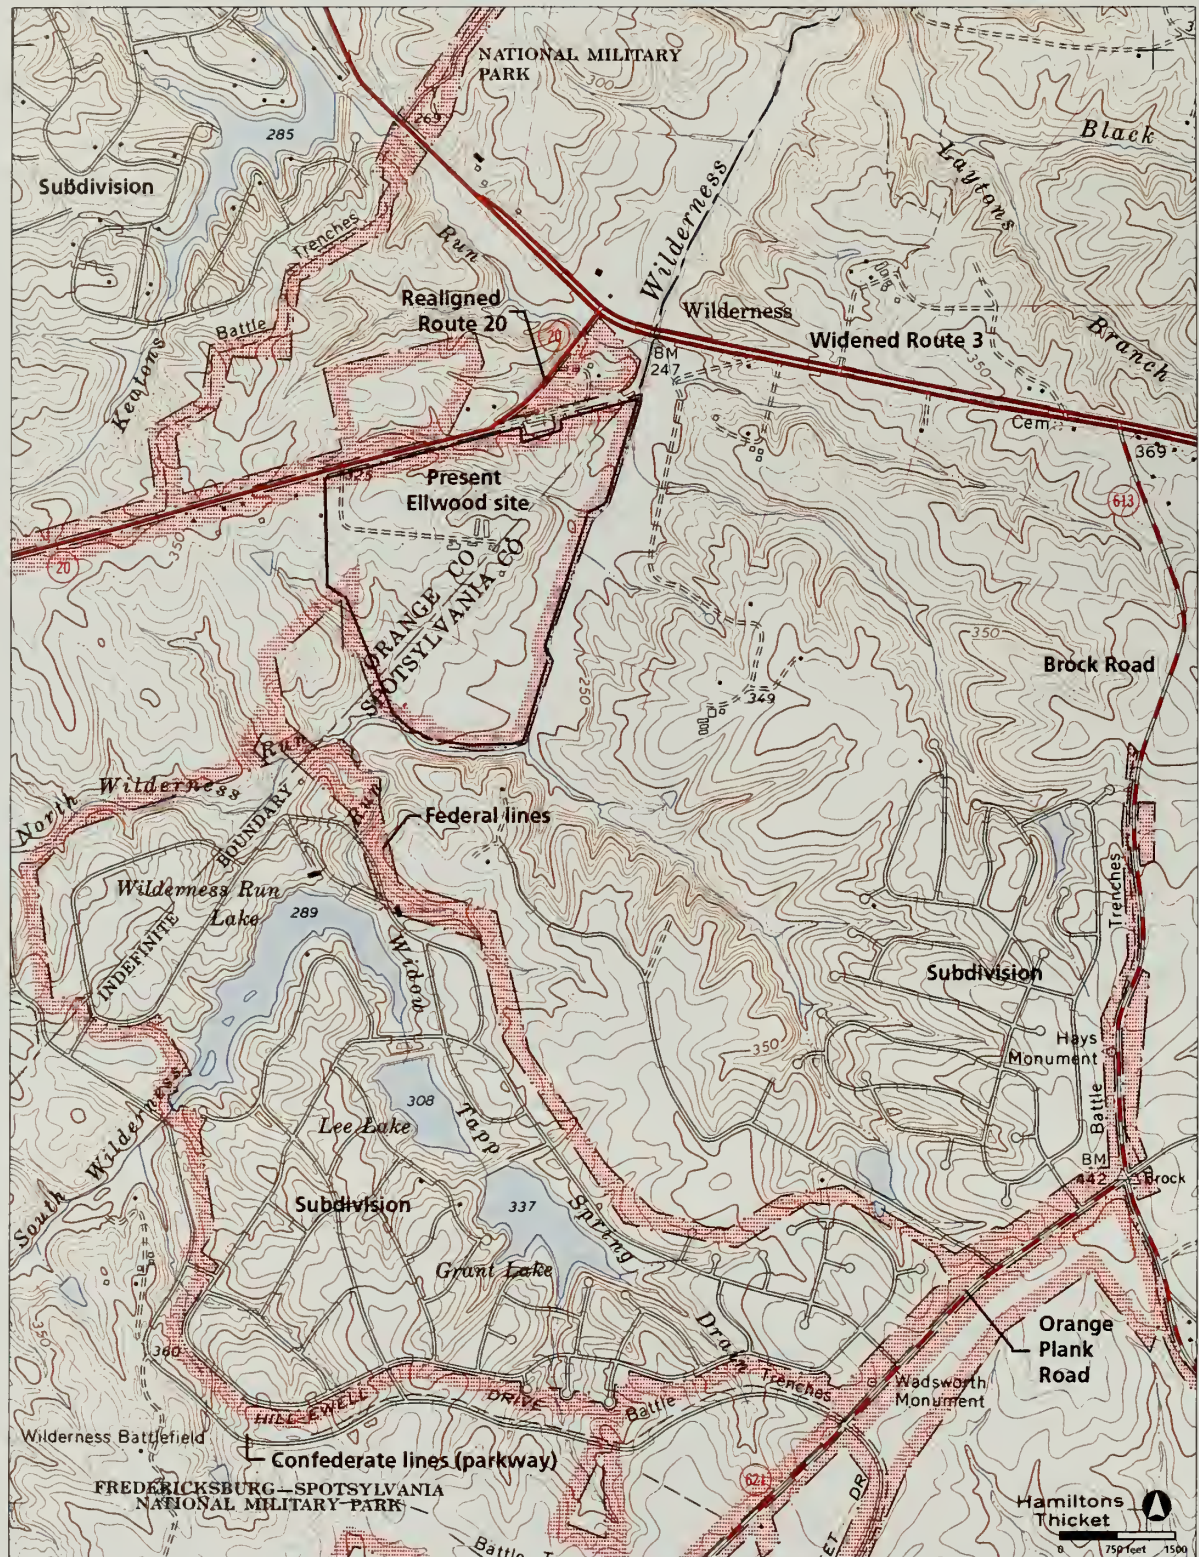 NATIONAL MILITARY
PARK
300
269
285
Black
Laytons
Subdivision
Trenches
Run
Wilderness
Realigned
Route 20
20
Wilderness
Widened Route 3
Branch
Battle
BM
247
350
Keatons
Cem
369
Present
Ellwood site
325
613
20
350
ORANGE CO
SPOTSYLVANIA CO
350
Brock Road
250
349
Run
North Wilderness
BOUNDARY
Run
Federal lines
Trenches
Wilderness Run
Lake
289
INDEFINITE
Widow
Subdivision
Hays
Monument
350
308
Lee Lake
Tapp
Battle
South Wilderness
BM
442
Brock
Subdivision
337
Spring
Grant Lake
Orange
Plank
Road
Drain
350
360
Trenches
Wadsworth
Monument
HILL-EWELL
DRIVE
Battle
Wilderness Battlefield
Confederate lines (parkway)
621
FREDERICKSBURG—SPOTSYLVANIA
NATIONAL MILITARY PARK
DR
Hamiltons
Thicket
Battle
0 750 feet 1500